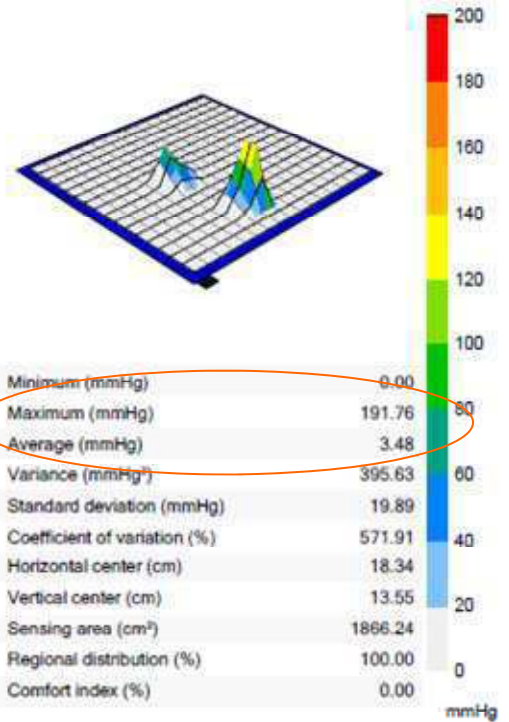 200
180
160
140
120
100
80
60
40
20
0
mmHg
Minimum (mmHg) 0.00
Maximum (mmHg) 191.76
Average (mmHg) 3.48
Variance (mmHg²) 395.63
Standard deviation (mmHg) 19.89
Coefficient of variation (%) 571.91
Horizontal center (cm) 18.34
Vertical center (cm) 13.55
Sensing area (cm²) 1866.24
Regional distribution (%) 100.00
Comfort index (%) 0.00